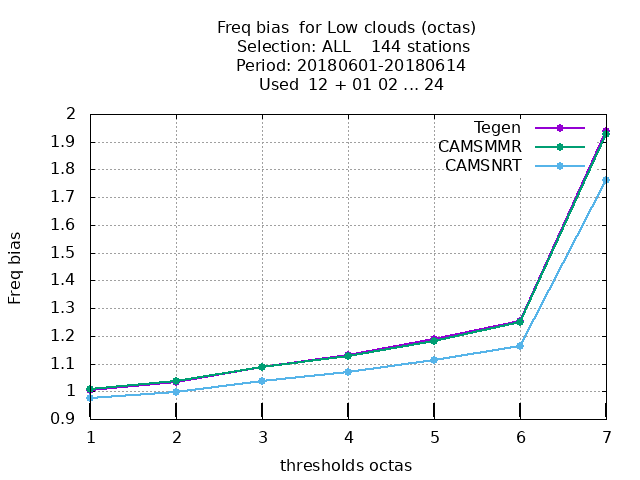 Freq bias  for Low clouds (octas)
Selection: ALL    144 stations
Period: 20180601-20180614
Used  12 + 01 02 ... 24
Tegen
CAMSMMR
CAMSNRT
2
1.9
1.8
1.7
1.6
1.5
1.4
1.3
1.2
1.1
1
0.9
Freq bias
1 2 3 4 5 6 7
thresholds octas